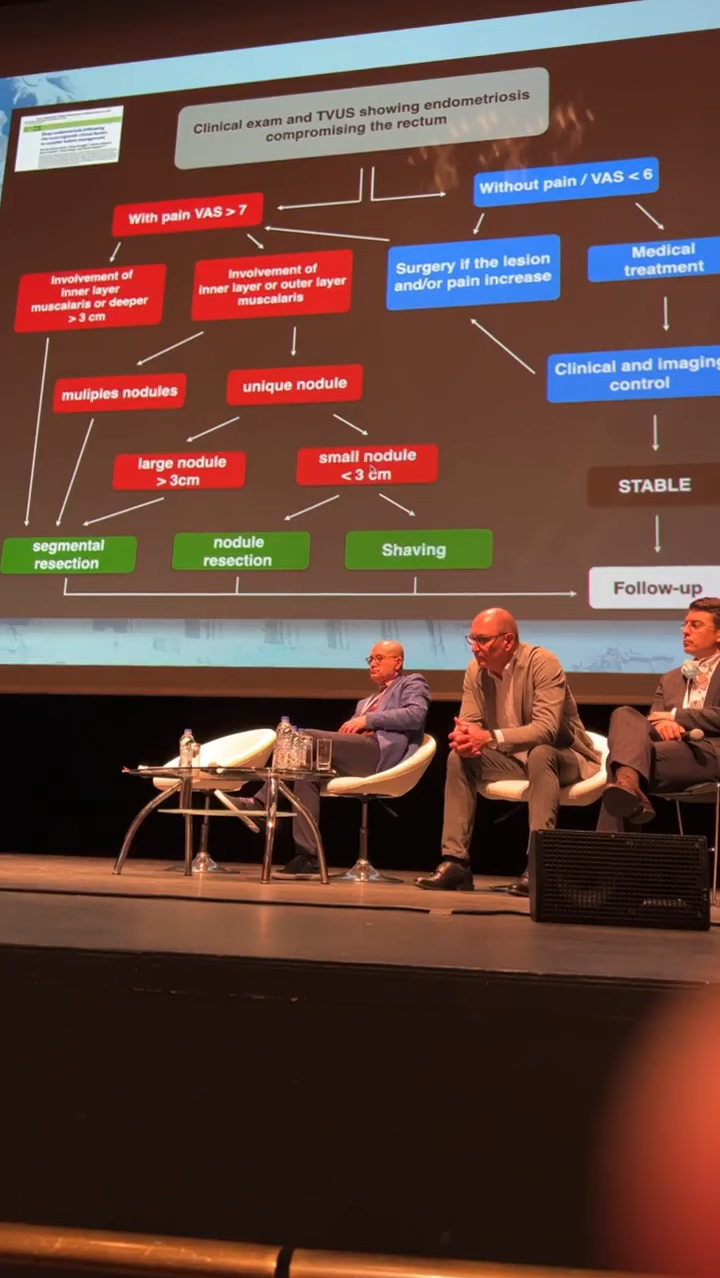 Clinical exam and TVUS showing endometriosis
compromising the rectum
With pain VAS > 7
Without pain / VAS < 6
Involvement of
inner layer
muscularis or deeper
> 3 cm
Involvement of
inner layer or outer layer
muscularis
Surgery if the lesion
and/or pain increase
Medical
treatment
muliples nodules
unique nodule
Clinical and imaging
control
large nodule
> 3cm
small nodule
< 3 cm
STABLE
segmental
resection
nodule
resection
Shaving
Follow-up